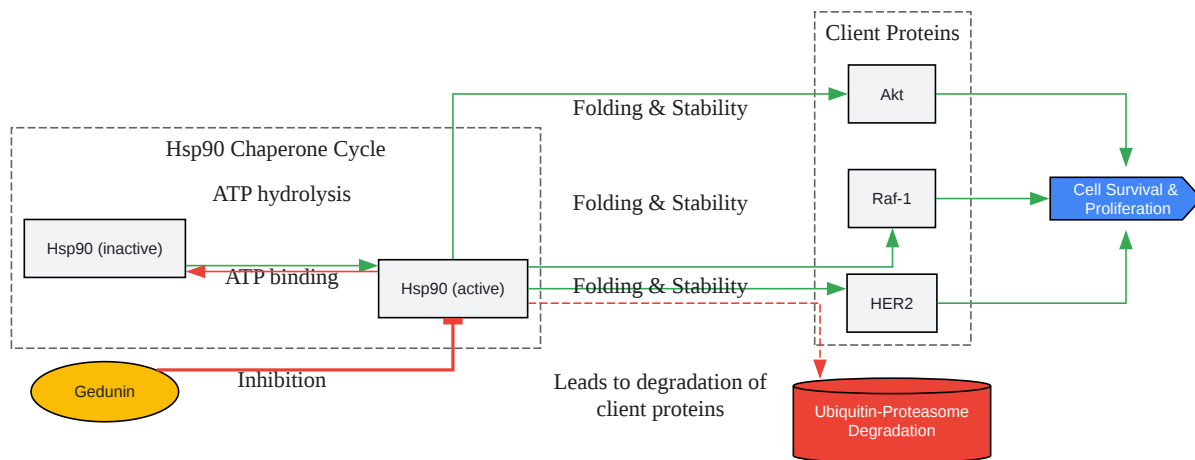 Client Proteins
Akt
Folding & Stability
Hsp90 Chaperone Cycle
ATP hydrolysis
Folding & Stability
Raf-1
Cell Survival &
Proliferation
Hsp90 (inactive)
ATP binding
Hsp90 (active)
Folding & Stability
HER2
Gedunin
Inhibition
Leads to degradation of
client proteins
Ubiquitin-Proteasome
Degradation